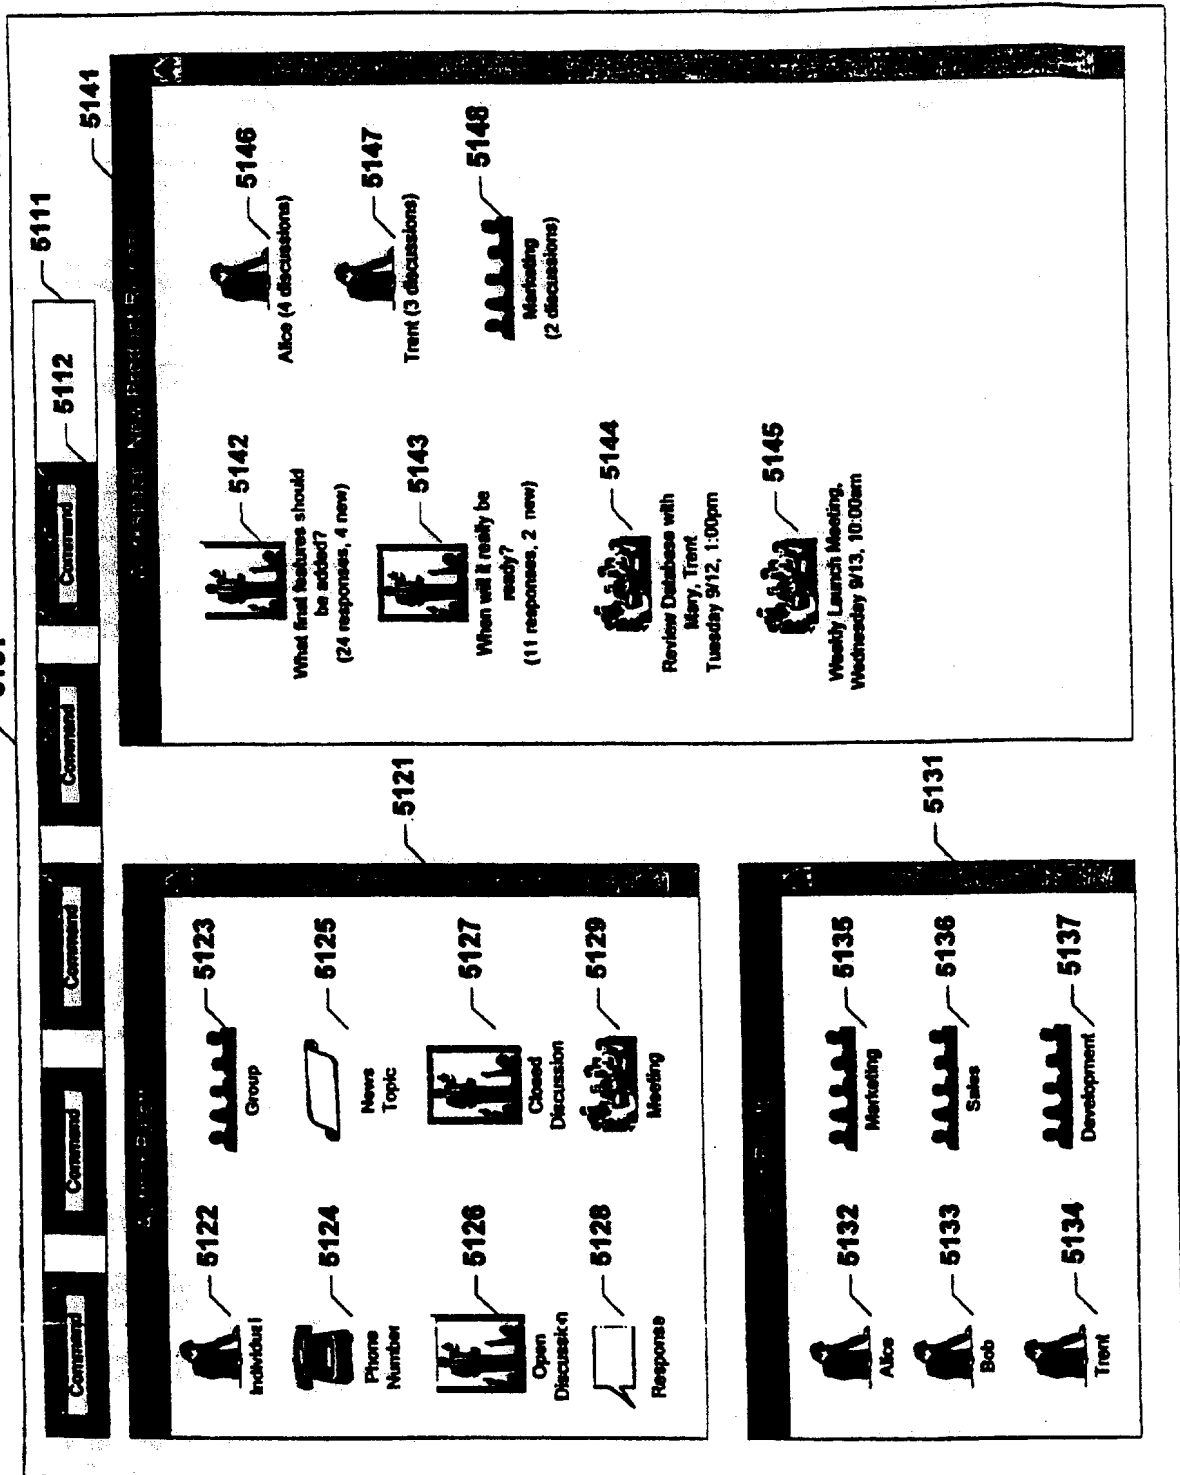 5111
Command
Command
Command
Command
Command
5112
5121
5122
Individual
5123
Group
5124
Phone
Number
5125
News
Topic
5126
Open
Discussion
5127
Closed
Discussion
5128
Response
5129
Meeting
5131
5132
Alice
5135
Marketing
5133
Bob
5136
Sales
5134
Trent
5137
Development
5141
5142
What final features should
be added?
(24 responses, 4 new)
5146
Alice (4 discussions)
5143
When will it really be
ready?
(11 responses, 2 new)
5147
Trent (3 discussions)
5144
Review Database with
Mary, Trent
Tuesday 9/12, 1:00pm
5148
Marketing
(2 discussions)
5145
Weekly Launch Meeting,
Wednesday 9/13, 10:00am